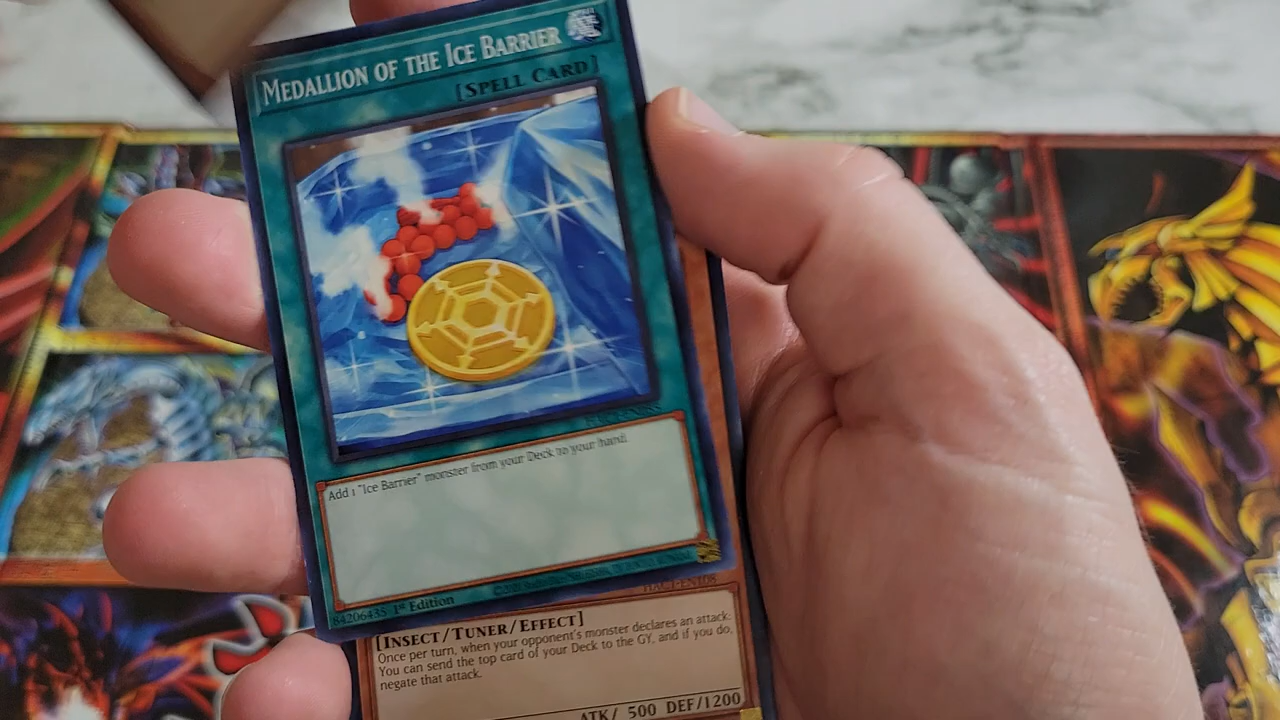 MEDALLION OF THE ICE BARRIER
[SPELL CARD]
Add 1 "Ice Barrier" monster from your Deck to your hand.
84206435 1st Edition
HAC1-EN108
[INSECT/TUNER/EFFECT]
Once per turn, when your opponent's monster declares an attack:
You can send the top card of your Deck to the GY, and if you do,
negate that attack.
ATK/ 500 DEF/1200